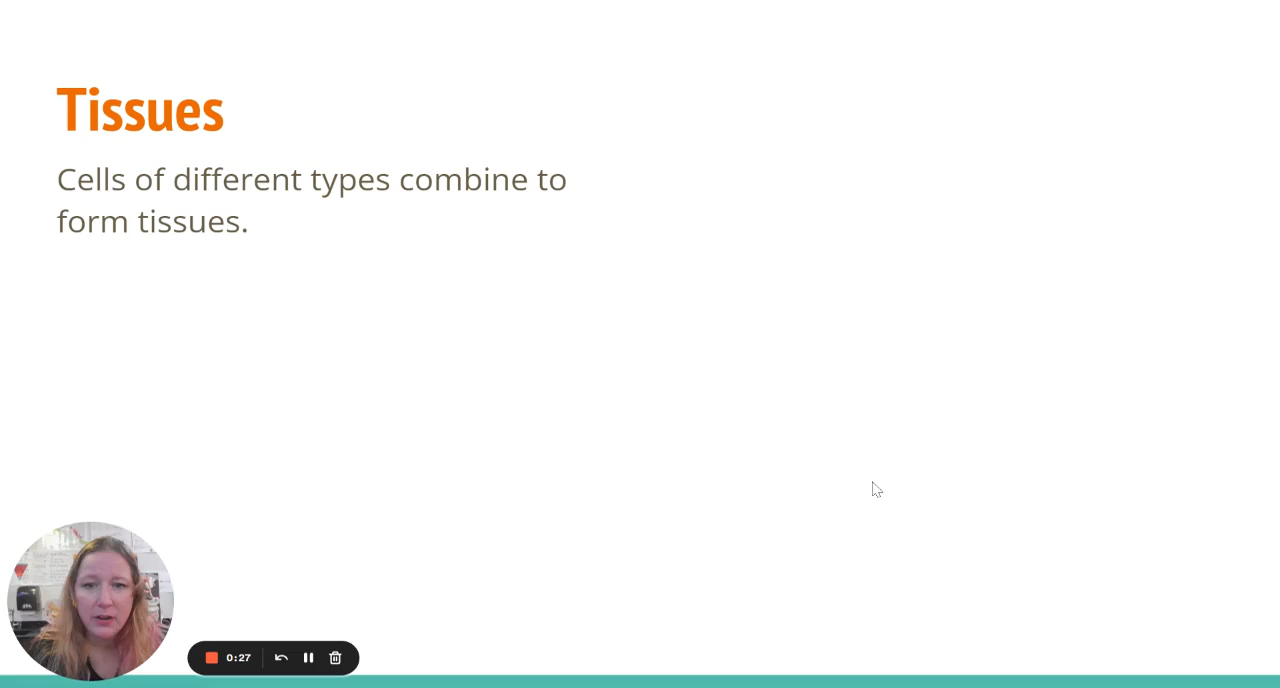 Tissues
Cells of different types combine to
form tissues.
0:27